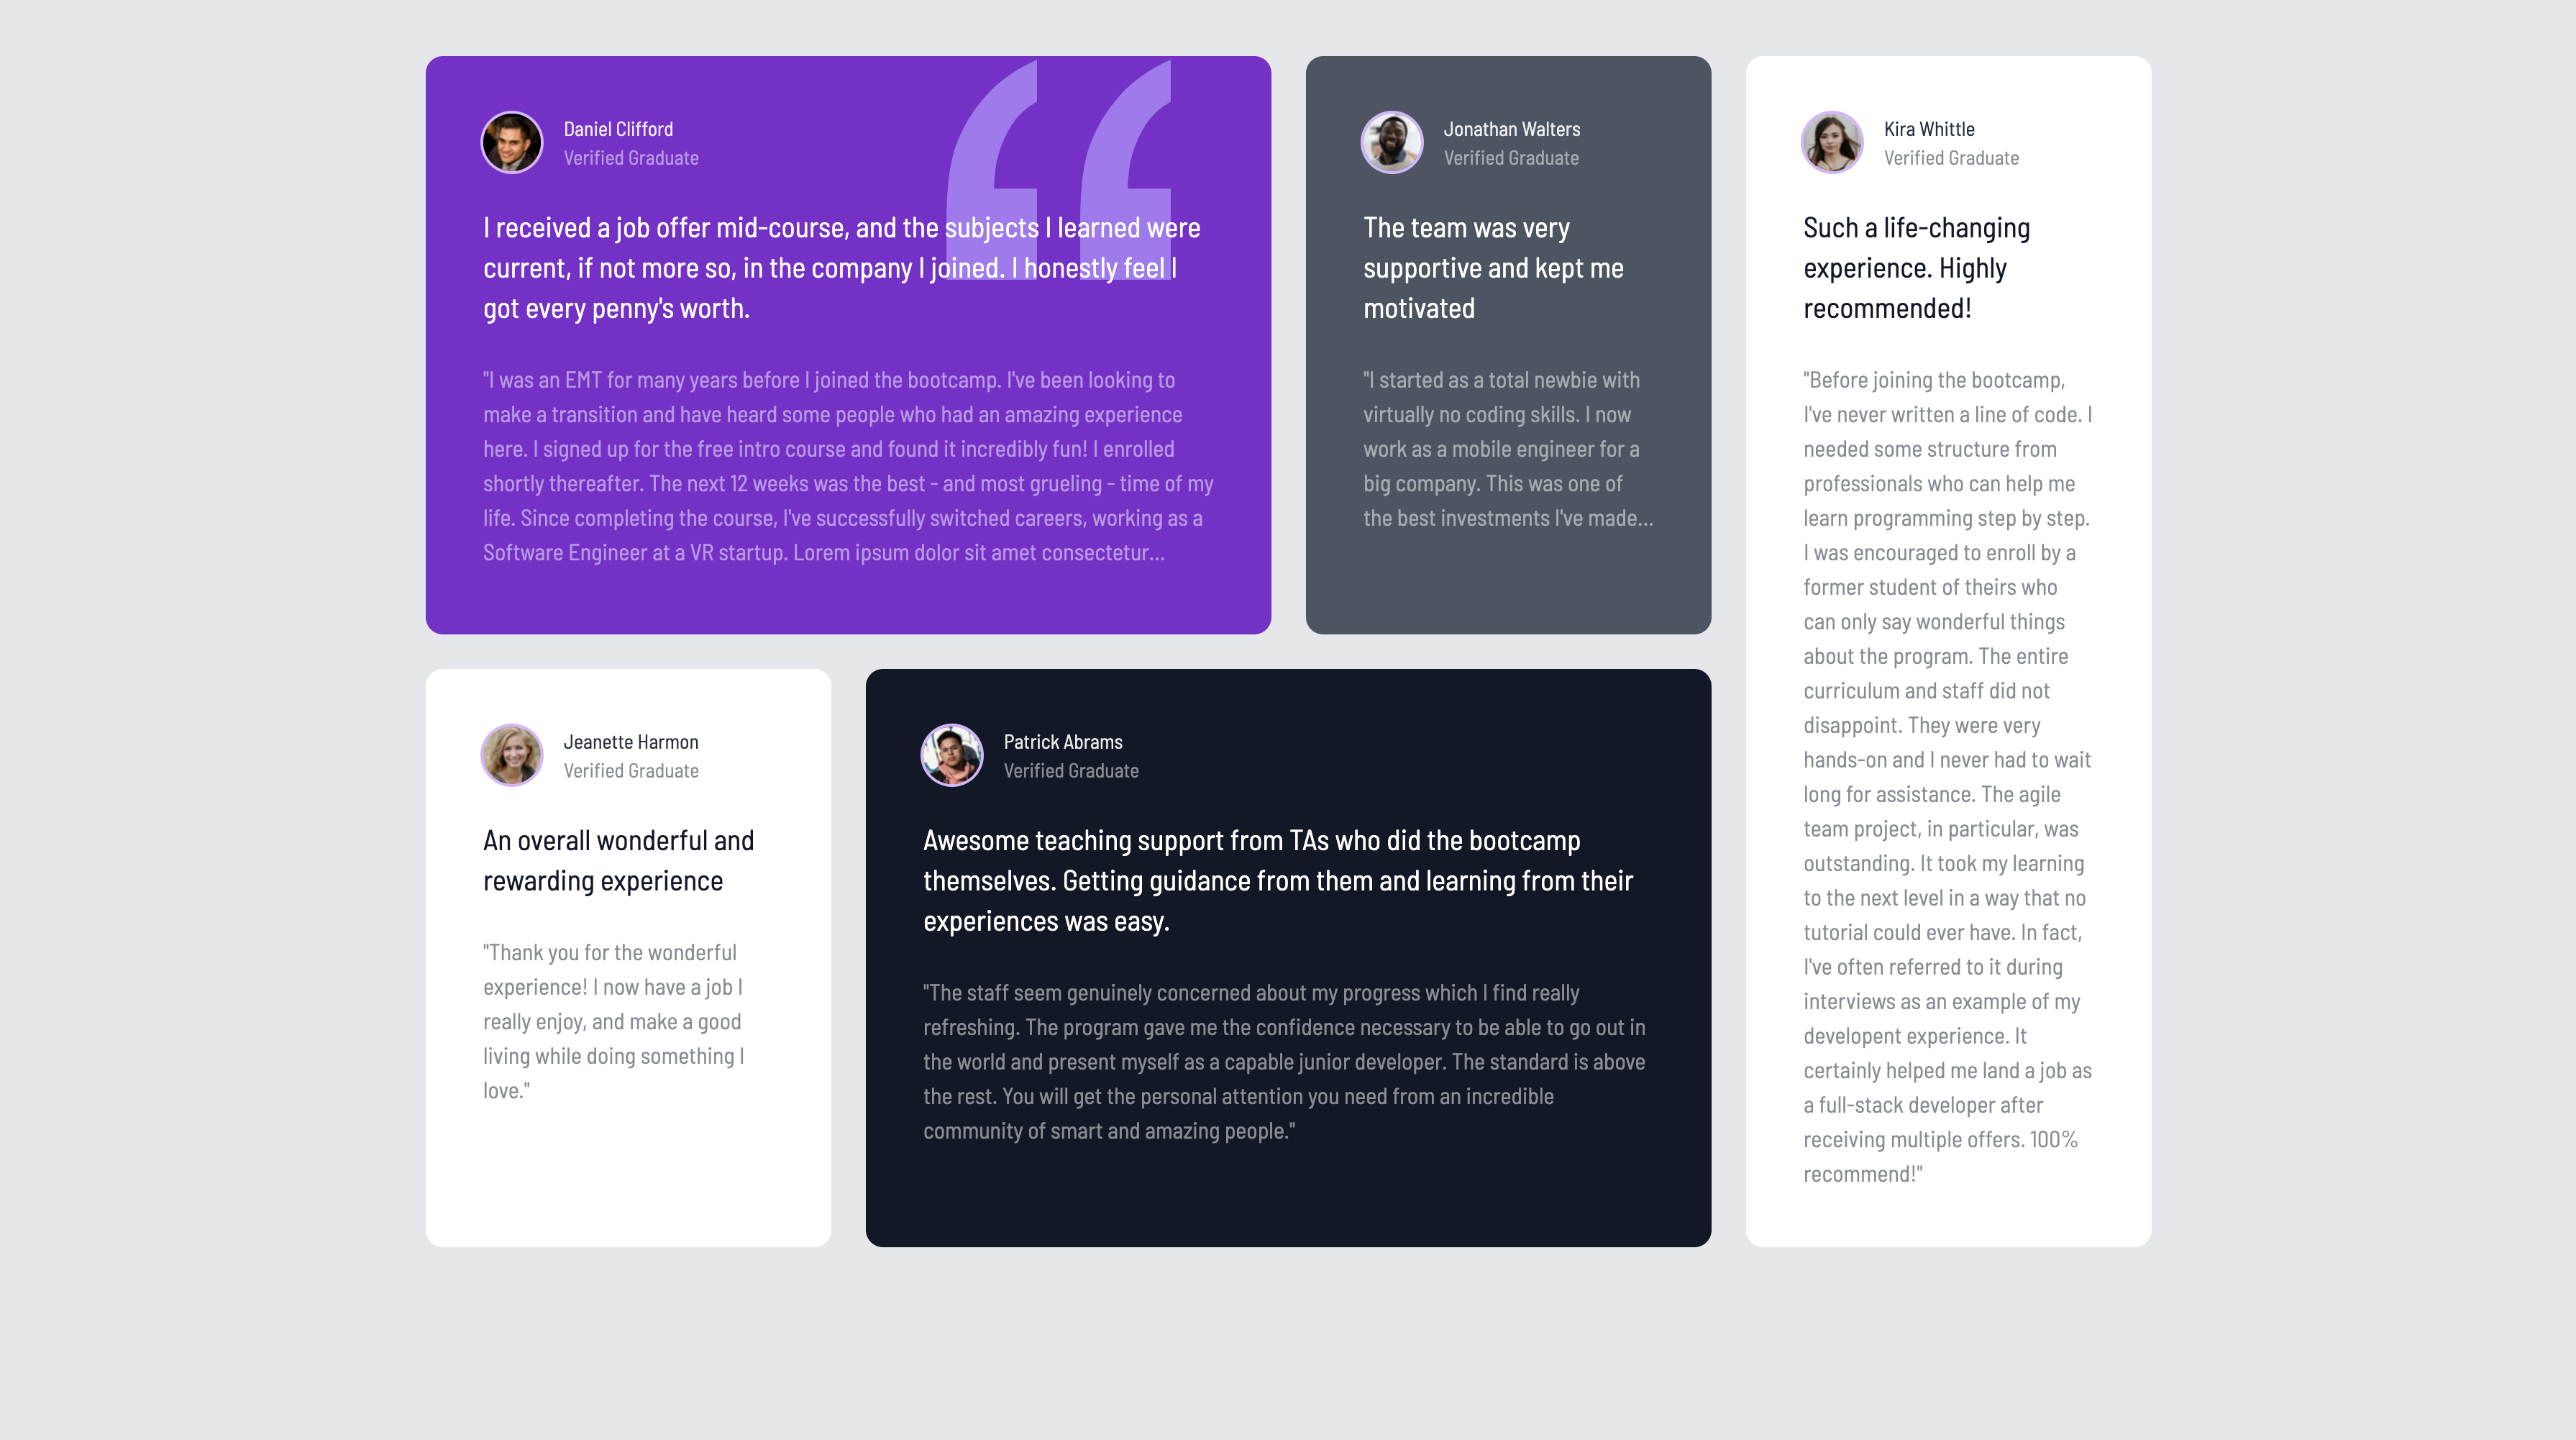 Daniel Clifford
Verified Graduate
I received a job offer mid-course, and the subjects I learned were
current, if not more so, in the company I joined. I honestly feel I
got every penny's worth.
"I was an EMT for many years before I joined the bootcamp. I've been looking to
make a transition and have heard some people who had an amazing experience
here. I signed up for the free intro course and found it incredibly fun! I enrolled
shortly thereafter. The next 12 weeks was the best - and most grueling - time of my
life. Since completing the course, I've successfully switched careers, working as a
Software Engineer at a VR startup. Lorem ipsum dolor sit amet consectetur...
Jonathan Walters
Verified Graduate
The team was very
supportive and kept me
motivated
"I started as a total newbie with
virtually no coding skills. I now
work as a mobile engineer for a
big company. This was one of
the best investments I've made...
Kira Whittle
Verified Graduate
Such a life-changing
experience. Highly
recommended!
"Before joining the bootcamp,
I've never written a line of code. I
needed some structure from
professionals who can help me
learn programming step by step.
I was encouraged to enroll by a
former student of theirs who
can only say wonderful things
about the program. The entire
curriculum and staff did not
disappoint. They were very
hands-on and I never had to wait
long for assistance. The agile
team project, in particular, was
outstanding. It took my learning
to the next level in a way that no
tutorial could ever have. In fact,
I've often referred to it during
interviews as an example of my
developent experience. It
certainly helped me land a job as
a full-stack developer after
receiving multiple offers. 100%
recommend!"
Jeanette Harmon
Verified Graduate
An overall wonderful and
rewarding experience
"Thank you for the wonderful
experience! I now have a job I
really enjoy, and make a good
living while doing something I
love."
Patrick Abrams
Verified Graduate
Awesome teaching support from TAs who did the bootcamp
themselves. Getting guidance from them and learning from their
experiences was easy.
"The staff seem genuinely concerned about my progress which I find really
refreshing. The program gave me the confidence necessary to be able to go out in
the world and present myself as a capable junior developer. The standard is above
the rest. You will get the personal attention you need from an incredible
community of smart and amazing people."